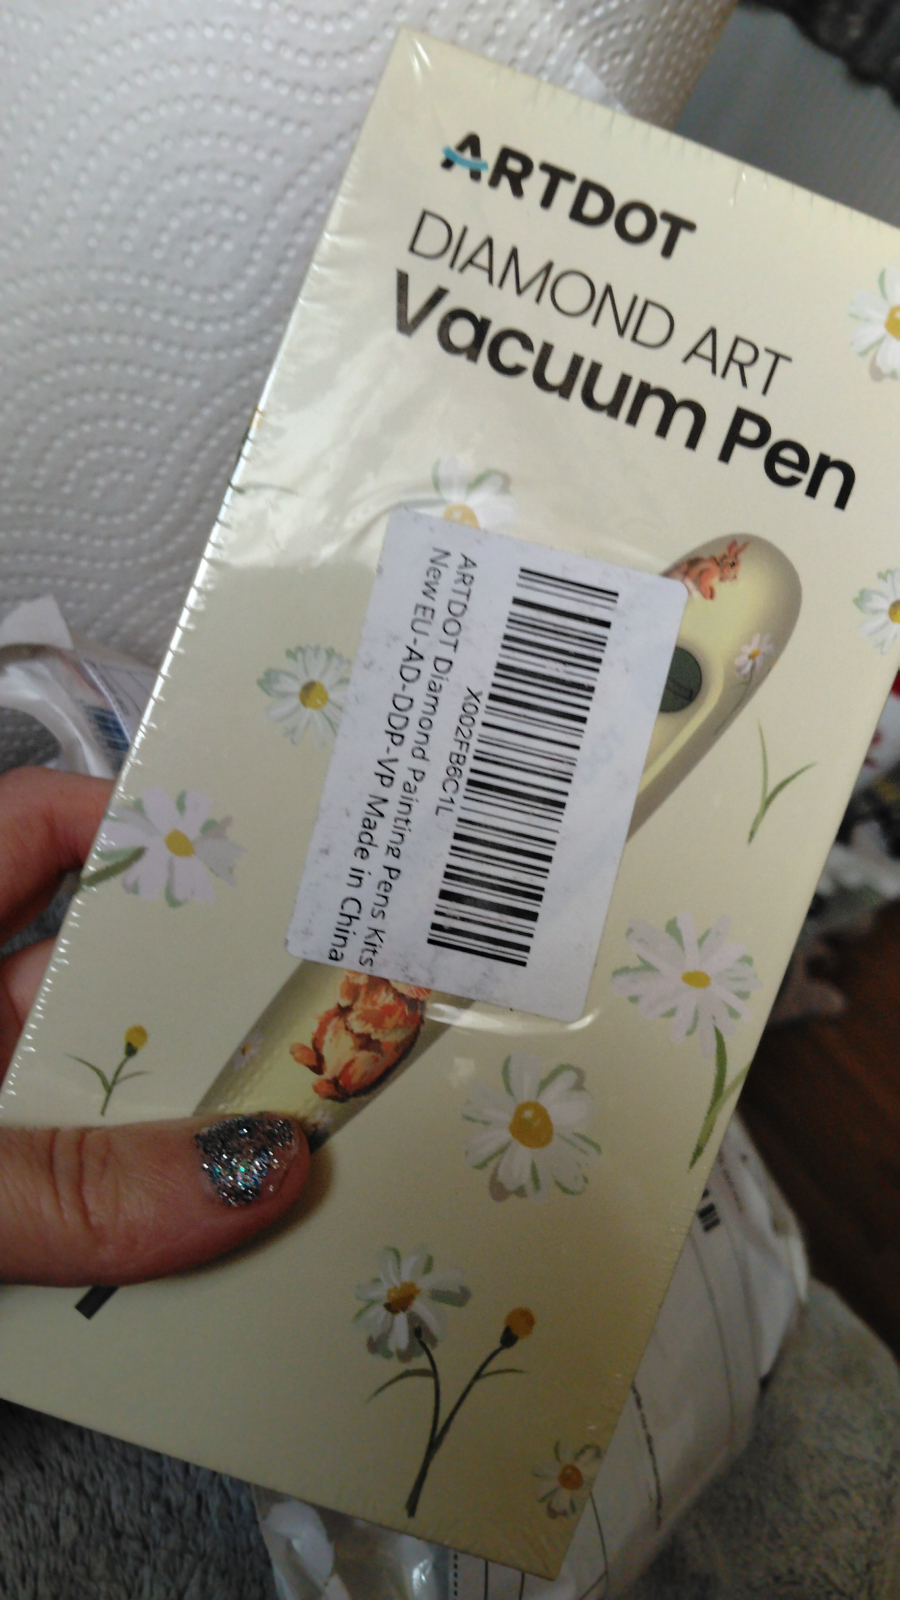 ARTDOT
DIAMOND ART
Vacuum Pen
X002FB6C1L
ARTDOT Diamond Painting Pens Kits
New EU-AD-DDP-VP Made in China